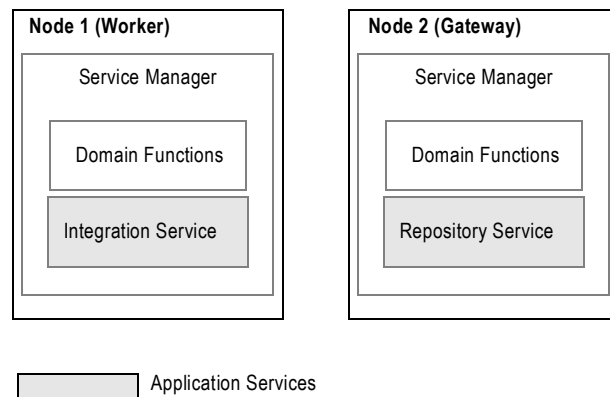 Node 1 (Worker)
Service Manager
Domain Functions
Integration Service
Node 2 (Gateway)
Service Manager
Domain Functions
Repository Service
Application Services